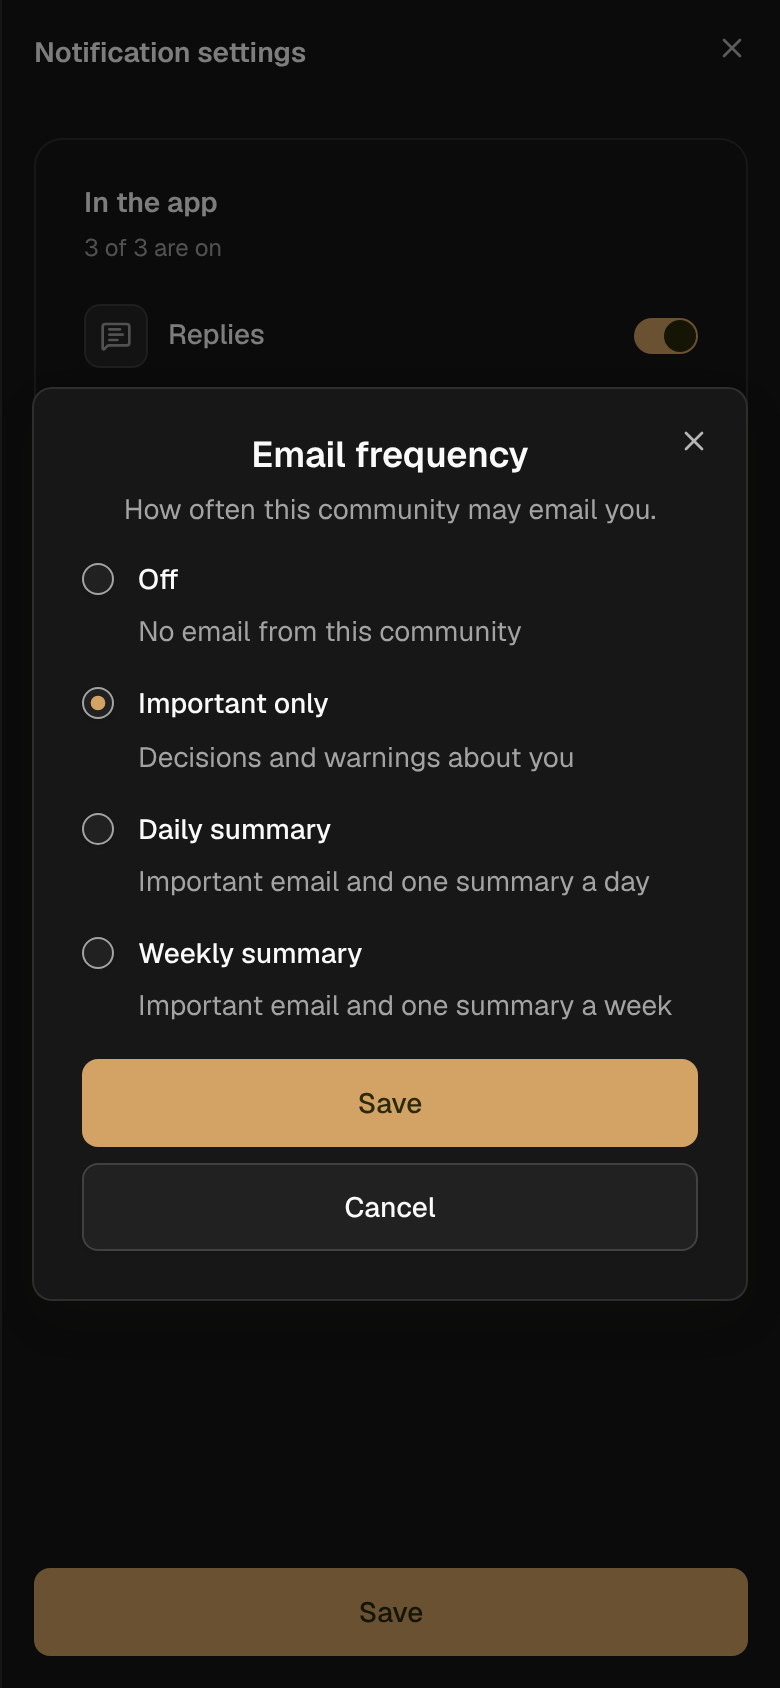 Notification settings
In the app
3 of 3 are on
Replies
Email frequency
How often this community may email you.
Off
No email from this community
Important only
Decisions and warnings about you
Daily summary
Important email and one summary a day
Weekly summary
Important email and one summary a week
Save
Cancel
Save